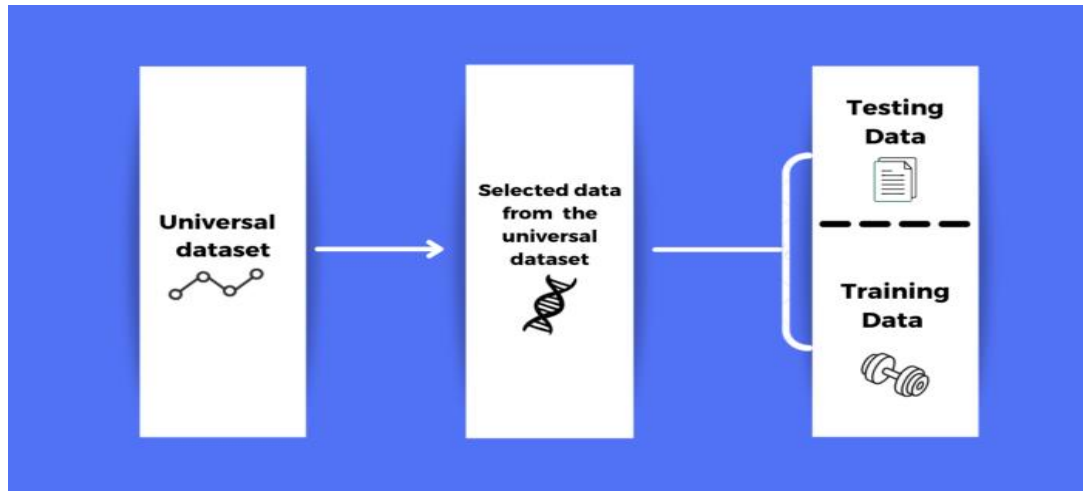 Universal
dataset
Selected data
from the
universal
dataset
Testing
Data
Training
Data